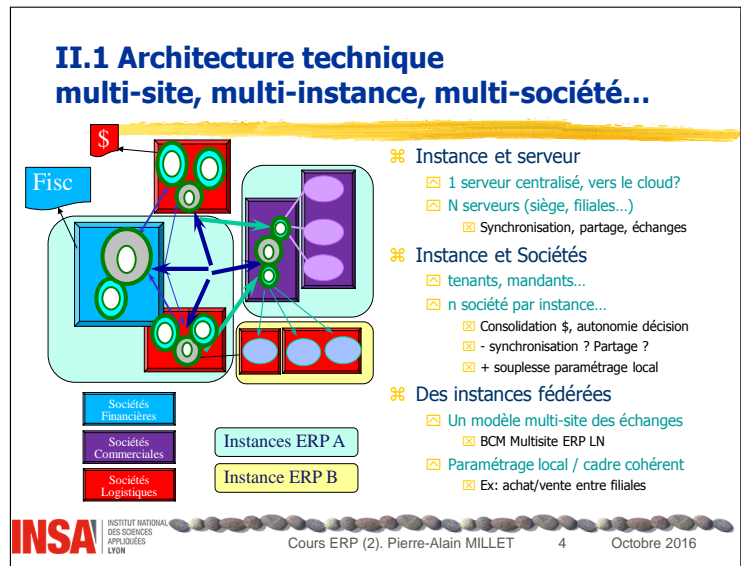 II.1 Architecture technique
multi-site, multi-instance, multi-société…
$
Fisc
Sociétés
Financières
Sociétés
Commerciales
Sociétés
Logistiques
Instances ERP A
Instance ERP B
Instance et serveur
1 serveur centralisé, vers le cloud?
N serveurs (siège, filiales…)
Synchronisation, partage, échanges
Instance et Sociétés
tenants, mandants…
n société par instance…
Consolidation $, autonomie décision
- synchronisation ? Partage ?
+ souplesse paramétrage local
Des instances fédérées
Un modèle multi-site des échanges
BCM Multisite ERP LN
Paramétrage local / cadre cohérent
Ex: achat/vente entre filiales
INSA
INSTITUT NATIONAL
DES SCIENCES
APPLIQUÉES
LYON
Cours ERP (2). Pierre-Alain MILLET
4
Octobre 2016